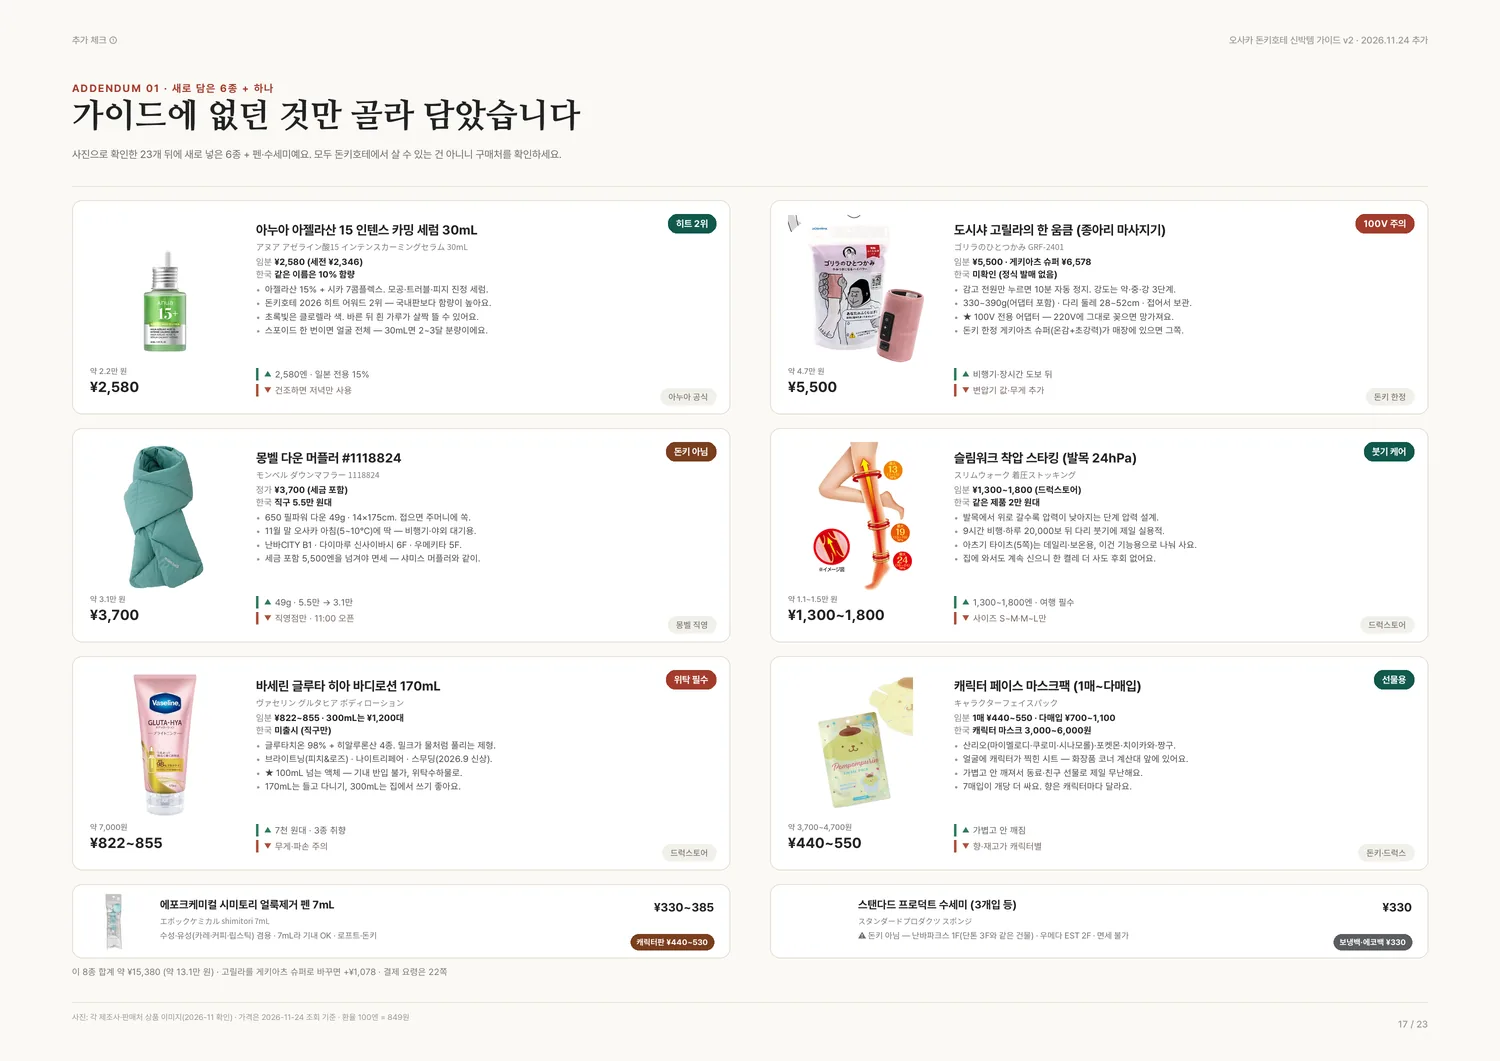 추가 체크 ①
오사카 돈키호테 신박템 가이드 v2 · 2026.11.24 추가
ADDENDUM 01 · 새로 담은 6종 + 하나
가이드에 없던 것만 골라 담았습니다
사진으로 확인한 23개 뒤에 새로 넣은 6종 + 펜·수세미예요. 모두 돈키호테에서 살 수 있는 건 아니니 구매처를 확인하세요.
아누아 아젤라산 15 인텐스 카밍 세럼 30mL
히트 2위
アヌア アゼライン酸15 インテンスカーミングセラム 30mL
일본 ¥2,580 (세전 ¥2,346)
한국 같은 이름은 10% 함량
• 아젤라산 15% + 시카 7콤플렉스. 모공·트러블·피지 진정 세럼.
• 돈키호테 2026 히트 어워드 2위 — 국내판보다 함량이 높아요.
• 초록빛은 클로렐라 색. 바른 뒤 흰 가루가 살짝 뜰 수 있어요.
• 스포이드 한 번이면 얼굴 전체 — 30mL면 2~3달 분량이에요.
약 2.2만 원
¥2,580
▲ 2,580엔 · 일본 전용 15%
▼ 건조하면 저녁만 사용
아누아 공식
anua
15+
도시샤 고릴라의 한 움큼 (종아리 마사지기)
100V 주의
ゴリラのひとつかみ GRF-2401
일본 ¥5,500 · 게키아츠 슈퍼 ¥6,578
한국 미확인 (정식 발매 없음)
• 감고 전원만 누르면 10분 자동 정지. 강도는 약·중·강 3단계.
• 330~390g(어댑터 포함) · 다리 둘레 28~52cm · 접어서 보관.
• ★ 100V 전용 어댑터 — 220V에 그대로 꽂으면 망가져요.
• 돈키 한정 게키아츠 슈퍼(온감+초강력)가 매장에 있으면 그쪽.
약 4.7만 원
¥5,500
▲ 비행기·장시간 도보 뒤
▼ 변압기 값·무게 추가
돈키 한정
ゴリラのひとつかみ
몽벨 다운 머플러 #1118824
돈키 아님
モンベル ダウンマフラー 1118824
정가 ¥3,700 (세금 포함)
한국 직구 5.5만 원대
• 650 필파워 다운 49g · 14×175cm. 접으면 주머니에 쏙.
• 11월 말 오사카 아침(5~10°C)에 딱 — 비행기·야외 대기용.
• 난바CITY B1 · 다이마루 신사이바시 6F · 우메키타 5F.
• 세금 포함 5,500엔을 넘겨야 면세 — 샤미스 머플러와 같이.
약 3.1만 원
¥3,700
▲ 49g · 5.5만 → 3.1만
▼ 직영점만 · 11:00 오픈
몽벨 직영
슬림워크 착압 스타킹 (발목 24hPa)
붓기 케어
スリムウォーク 着圧ストッキング
일본 ¥1,300~1,800 (드럭스토어)
한국 같은 제품 2만 원대
• 발목에서 위로 갈수록 압력이 낮아지는 단계 압력 설계.
• 9시간 비행·하루 20,000보 뒤 다리 붓기에 제일 실용적.
• 아츠기 타이츠(5쪽)는 데일리·보온용, 이건 기능용으로 나눠 사요.
• 집에 와서도 계속 신으니 한 켤레 더 사도 후회 없어요.
약 1.1~1.5만 원
¥1,300~1,800
▲ 1,300~1,800엔 · 여행 필수
▼ 사이즈 S~M·M~L만
드럭스토어
13
19
24
※イメージ図
바세린 글루타 히아 바디로션 170mL
위탁 필수
ヴァセリン グルタヒア ボディローション
일본 ¥822~855 · 300mL는 ¥1,200대
한국 미출시 (직구만)
• 글루타치온 98% + 히알루론산 4종. 밀크가 물처럼 풀리는 제형.
• 브라이트닝(피치&로즈) · 나이트리페어 · 스무딩(2026.9 신상).
• ★ 100mL 넘는 액체 — 기내 반입 불가, 위탁수하물로.
• 170mL는 들고 다니기, 300mL는 집에서 쓰기 좋아요.
약 7,000원
¥822~855
▲ 7천 원대 · 3종 취향
▼ 무게·파손 주의
드럭스토어
Vaseline
GLUTA-HYA
캐릭터 페이스 마스크팩 (1매~다매입)
선물용
キャラクターフェイスパック
일본 1매 ¥440~550 · 다매입 ¥700~1,100
한국 캐릭터 마스크 3,000~6,000원
• 산리오(마이멜로디·쿠로미·시나모롤)·포켓몬·치이카와·짱구.
• 얼굴에 캐릭터가 찍힌 시트 — 화장품 코너 계산대 앞에 있어요.
• 가볍고 안 깨져서 동료·친구 선물로 제일 무난해요.
• 7매입이 개당 더 싸요. 향은 캐릭터마다 달라요.
약 3,700~4,700원
¥440~550
▲ 가볍고 안 깨짐
▼ 향·재고가 캐릭터별
돈키·드럭스
Pompompurin
에포크케미컬 시미토리 얼룩제거 펜 7mL
エポックケミカル shimitori 7mL
수성·유성(카레·커피·립스틱) 겸용 · 7mL라 기내 OK · 로프트·돈키
¥330~385
캐릭터판 ¥440~530
스탠다드 프로덕트 수세미 (3개입 등)
スタンダードプロダクツ スポンジ
⚠ 돈키 아님 — 난바파크스 1F(단톤 3F와 같은 건물) · 우메다 EST 2F · 면세 불가
¥330
보냉백·에코백 ¥330
이 8종 합계 약 ¥15,380 (약 13.1만 원) · 고릴라를 게키아츠 슈퍼로 바꾸면 +¥1,078 · 결제 요령은 22쪽
사진: 각 제조사·판매처 상품 이미지(2026-11 확인) · 가격은 2026-11-24 조회 기준 · 환율 100엔 = 849원
17 / 23